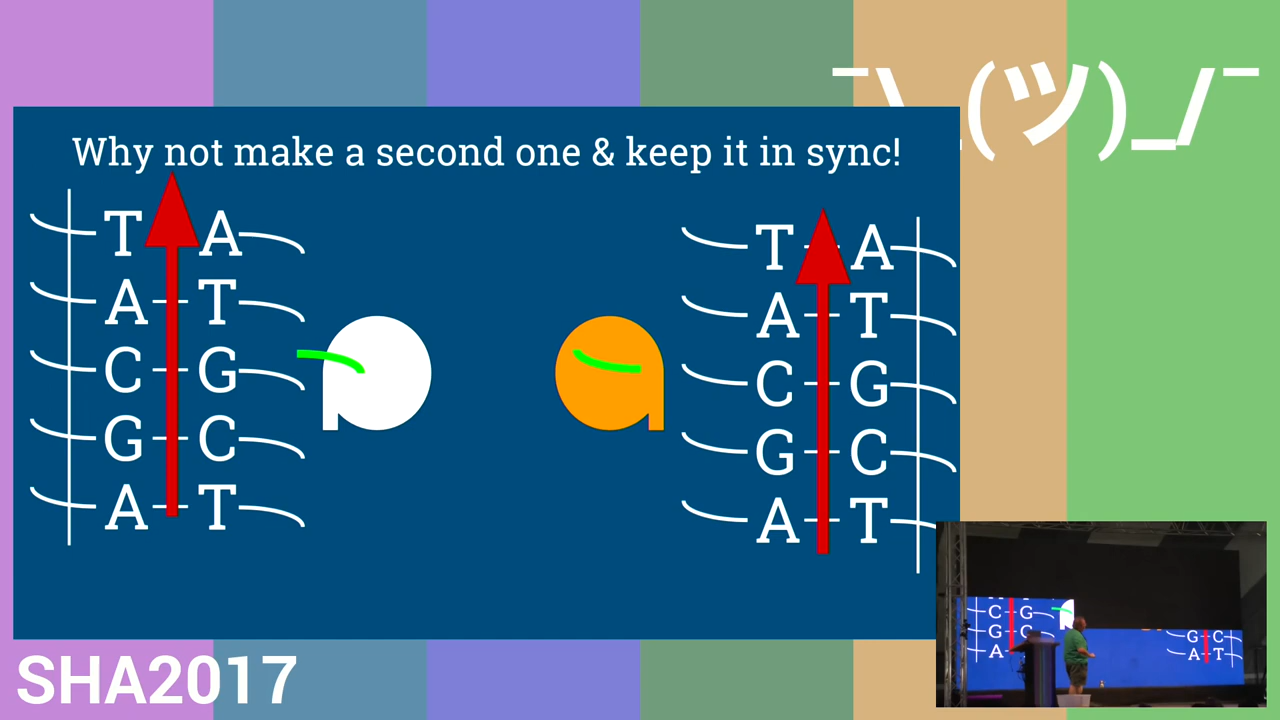 ¯\_(ツ)_/¯
Why not make a second one & keep it in sync!
T A
A T
C G
G C
A T
T A
A T
C G
G C
A T
SHA2017
C G
G C
A
G C
A T